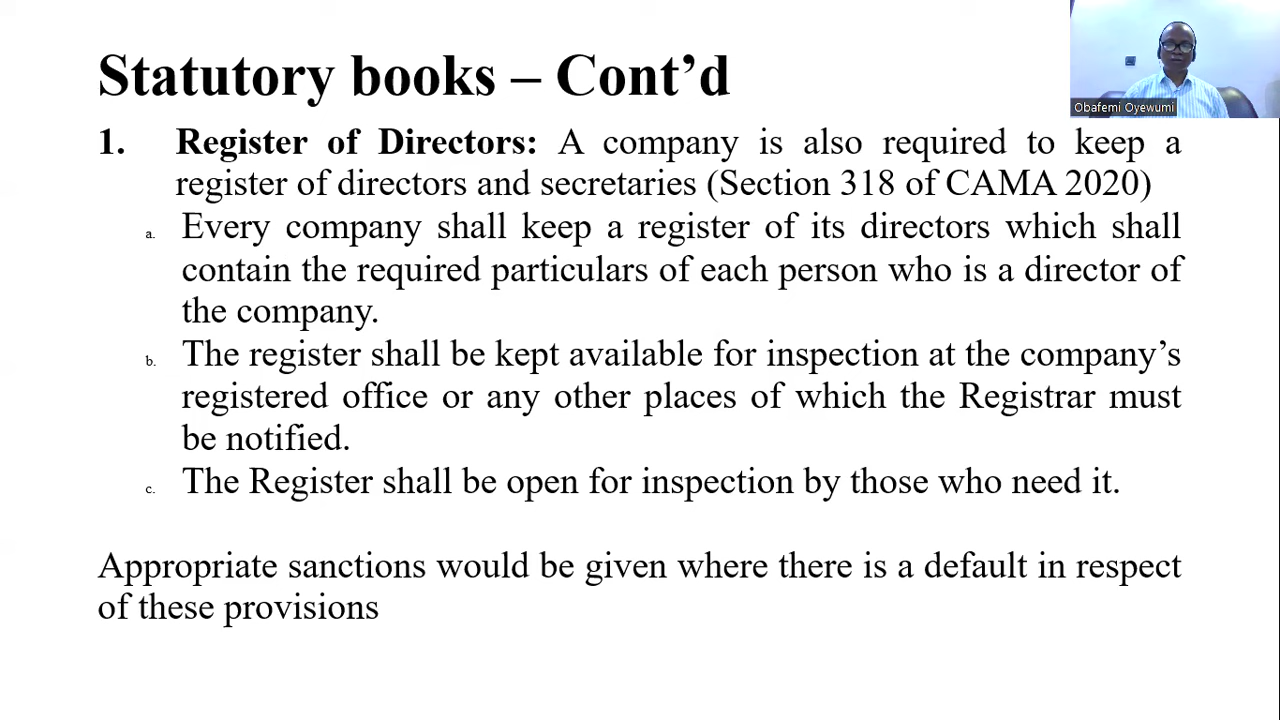 Statutory books – Cont’d
Obafemi Oyewumi
1. Register of Directors: A company is also required to keep a
register of directors and secretaries (Section 318 of CAMA 2020)
a. Every company shall keep a register of its directors which shall
contain the required particulars of each person who is a director of
the company.
b. The register shall be kept available for inspection at the company’s
registered office or any other places of which the Registrar must
be notified.
c. The Register shall be open for inspection by those who need it.
Appropriate sanctions would be given where there is a default in respect
of these provisions